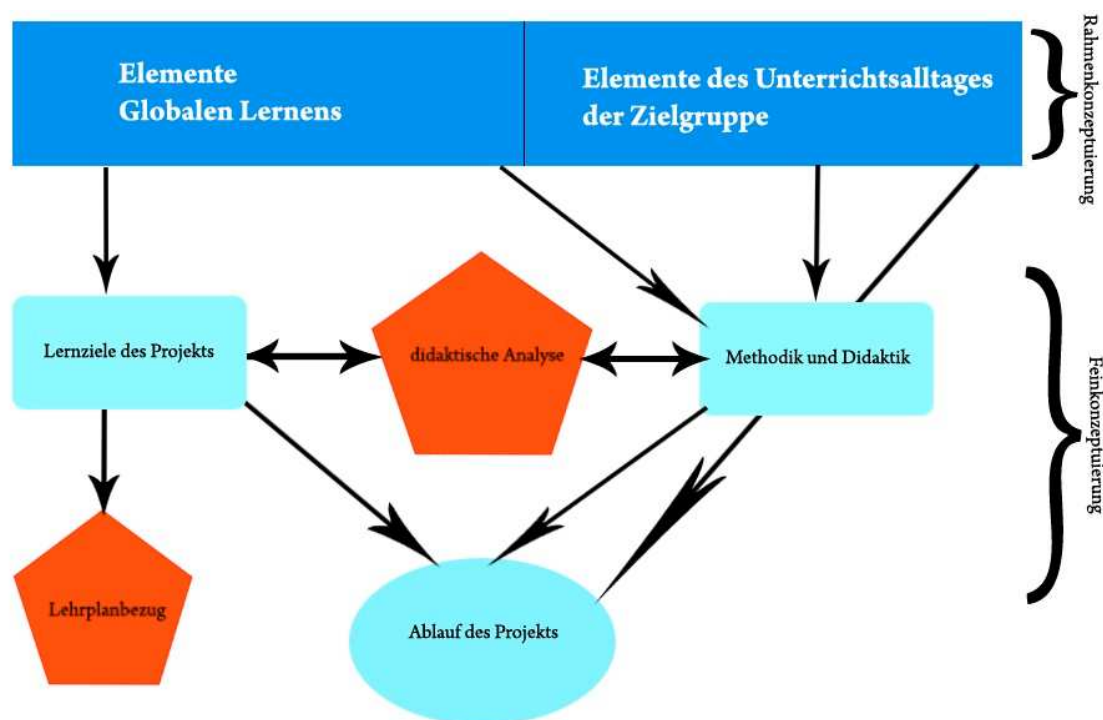 Elemente
Globalen Lernens
Elemente des Unterrichtsalltages
der Zielgruppe
Rahmenkonzeptuierung
Lernziele des Projekts
didaktische Analyse
Methodik und Didaktik
Feinkonzeptuierung
Lehrplanbezug
Ablauf des Projekts